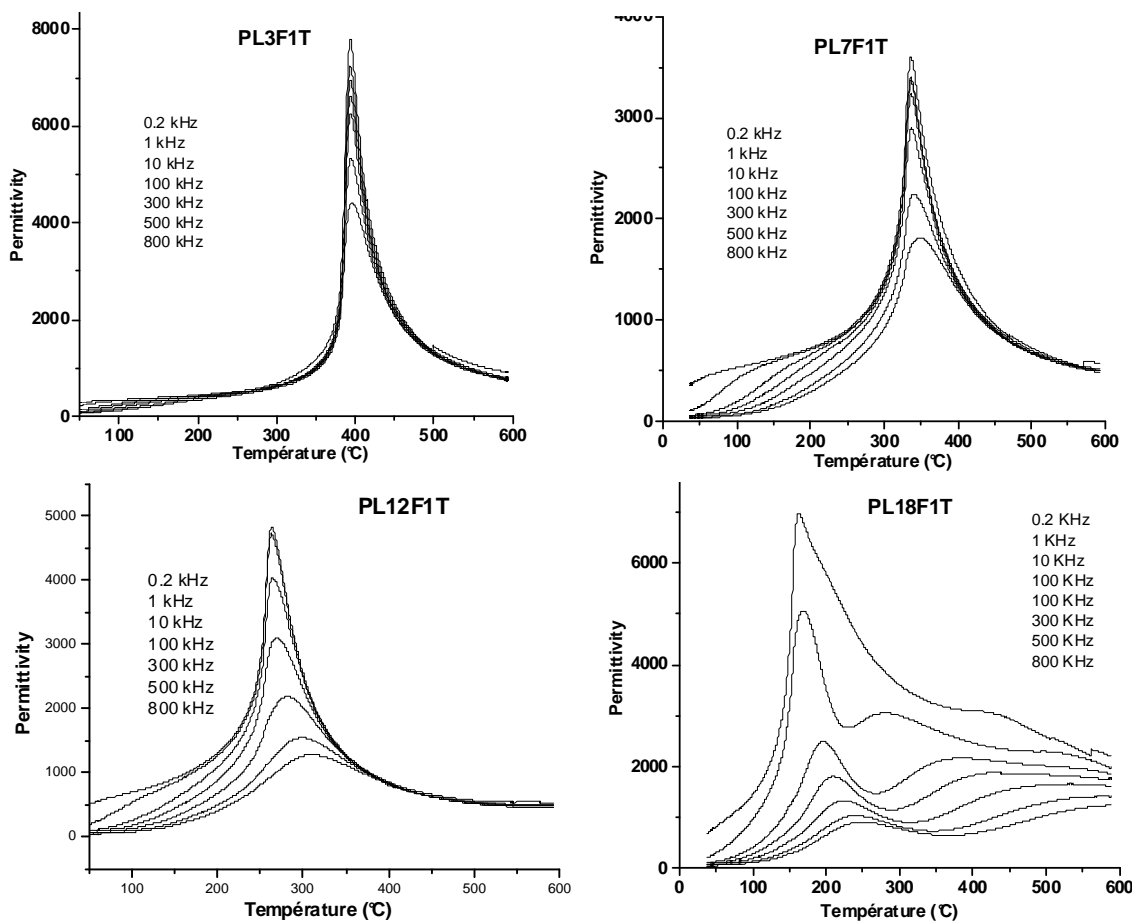 PL3F1T
8000
6000
4000
2000
0
Permittivity
0.2 kHz
1 kHz
10 kHz
100 kHz
300 kHz
500 kHz
800 kHz
100 200 300 400 500 600
Température (°C)
PL7F1T
4000
3000
2000
1000
0
Permittivity
0.2 kHz
1 kHz
10 kHz
100 kHz
300 kHz
500 kHz
800 kHz
0 100 200 300 400 500 600
Température (°C)
PL12F1T
5000
4000
3000
2000
1000
0
Permittivity
0.2 kHz
1 kHz
10 kHz
100 kHz
300 kHz
500 kHz
800 kHz
100 200 300 400 500 600
Température (°C)
PL18F1T
6000
4000
2000
0
Permittivity
0.2 KHz
1 KHz
10 KHz
100 KHz
100 KHz
300 KHz
500 KHz
800 KHz
0 100 200 300 400 500 600
Température (°C)